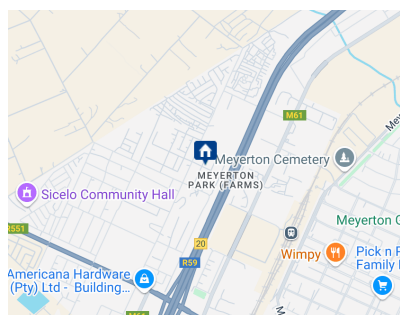 M61
Meyerton Cemetery
MEYERTON
PARK (FARMS)
Sicelo Community Hall
Meyerton
R551
20
R59
Wimpy
Pick n
Family
Americana Hardware
(Pty) Ltd - Building...